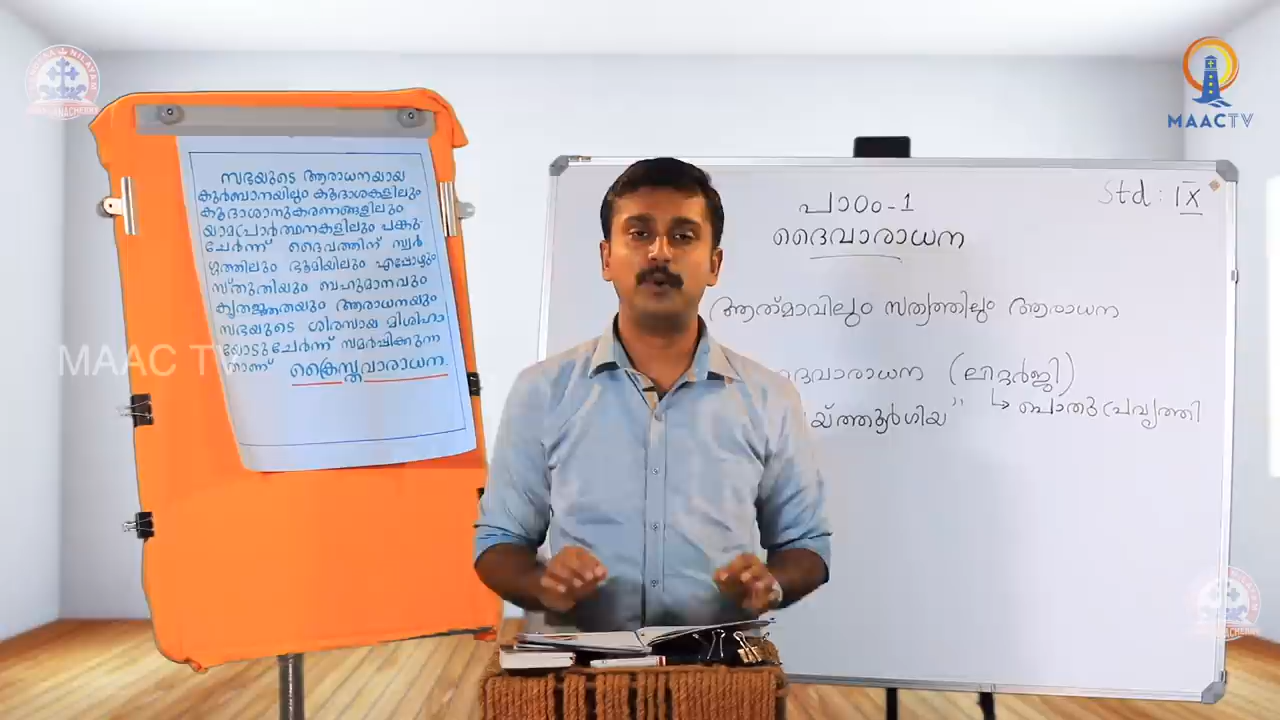 MAACTV
സഭയുടെ ആരാധനയായ
കുർബാനയിലും കൂദാശകളിലും
കൂദാശാനുകരണങ്ങളിലും
യാമപ്രാർത്ഥനകളിലും പങ്കു
ചേർന്ന് ദൈവത്തിന് സ്വർ
ഗ്ഗത്തിലും ഭൂമിയിലും എപ്പോഴും
സ്തുതിയും ബഹുമാനവും
കൃതജ്ഞതയും ആരാധനയും
സഭയുടെ ശിരസായ മിശിഹാ
യോടുചേർന്ന് സമർപ്പിക്കുന്ന
താണ് ക്രൈസ്തവാരാധന.
MAAC TV
Std : IX
പാഠം-1
ദൈവാരാധന
ആത്മാവിലും സത്യത്തിലും ആരാധന
ദൈവാരാധന (ലിറ്റർജി)
യ്ത്തൂർഗിയ" ↳ പൊതുപ്രവൃത്തി